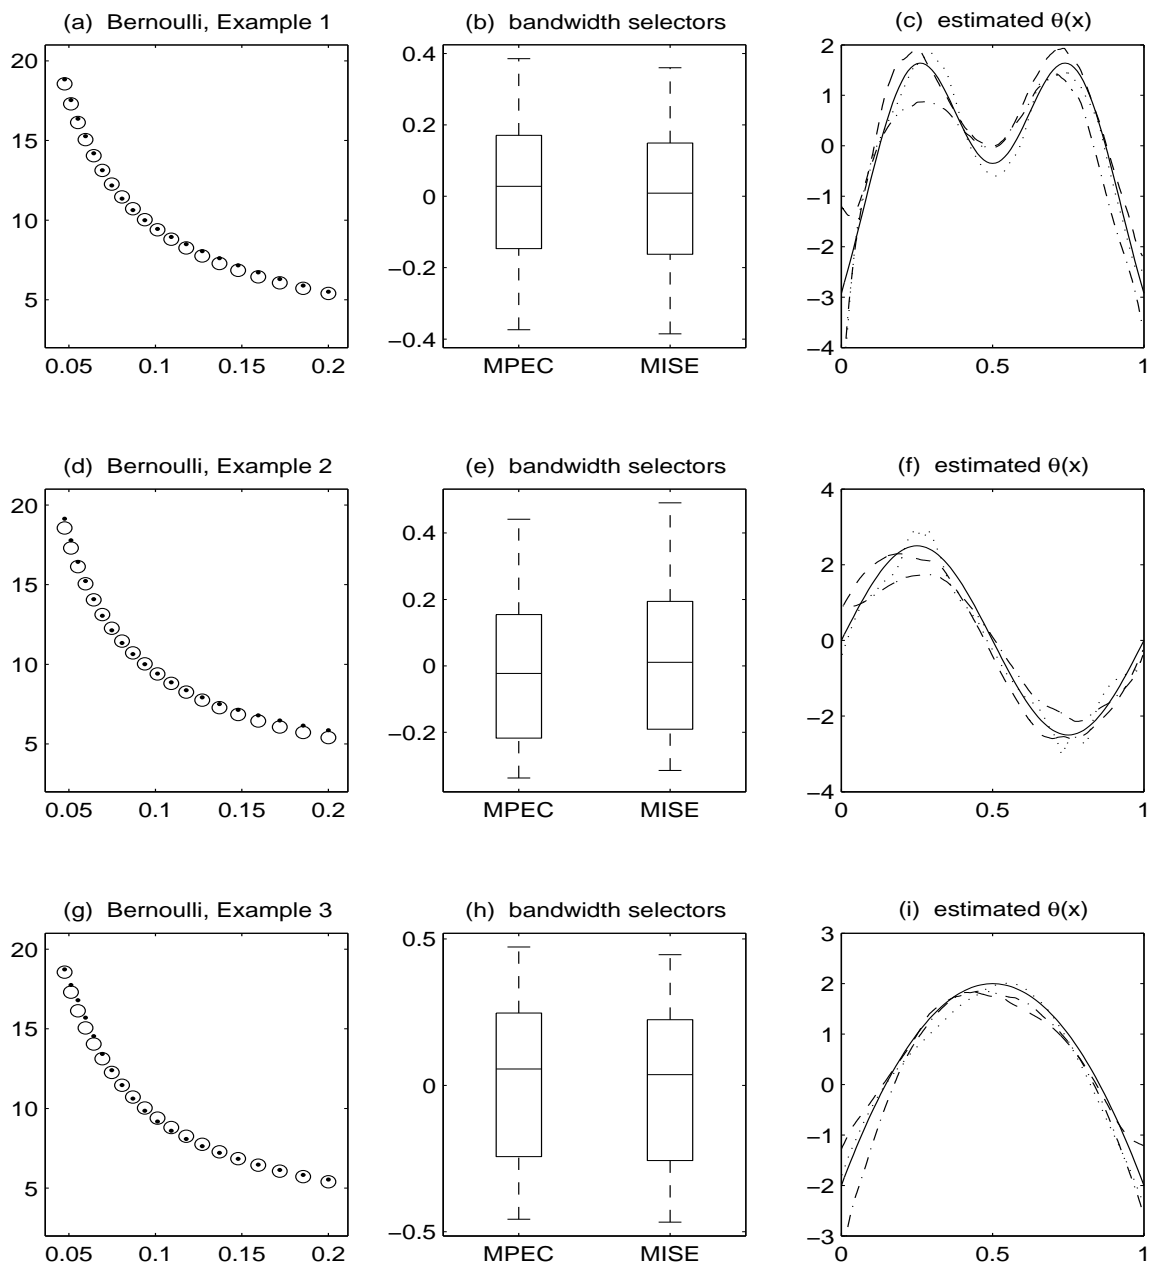 (a) Bernoulli, Example 1
(b) bandwidth selectors
(c) estimated θ(x)
20
15
10
5
0.05 0.1 0.15 0.2
0.4
0.2
0
−0.2
−0.4
MPEC MISE
2
1
0
−1
−2
−3
−4
0 0.5 1
(d) Bernoulli, Example 2
(e) bandwidth selectors
(f) estimated θ(x)
20
15
10
5
0.05 0.1 0.15 0.2
0.4
0.2
0
−0.2
MPEC MISE
4
2
0
−2
−4
0 0.5 1
(g) Bernoulli, Example 3
(h) bandwidth selectors
(i) estimated θ(x)
20
15
10
5
0.05 0.1 0.15 0.2
0.5
0
−0.5
MPEC MISE
3
2
1
0
−1
−2
−3
0 0.5 1